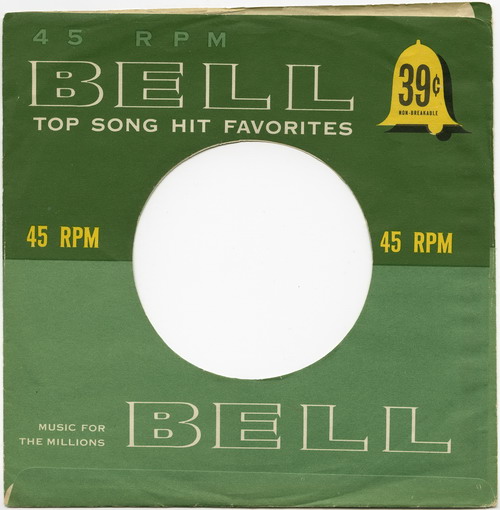 45 RPM
BELL
TOP SONG HIT FAVORITES
39¢
NON-BREAKABLE
45 RPM
45 RPM
MUSIC FOR
THE MILLIONS
BELL